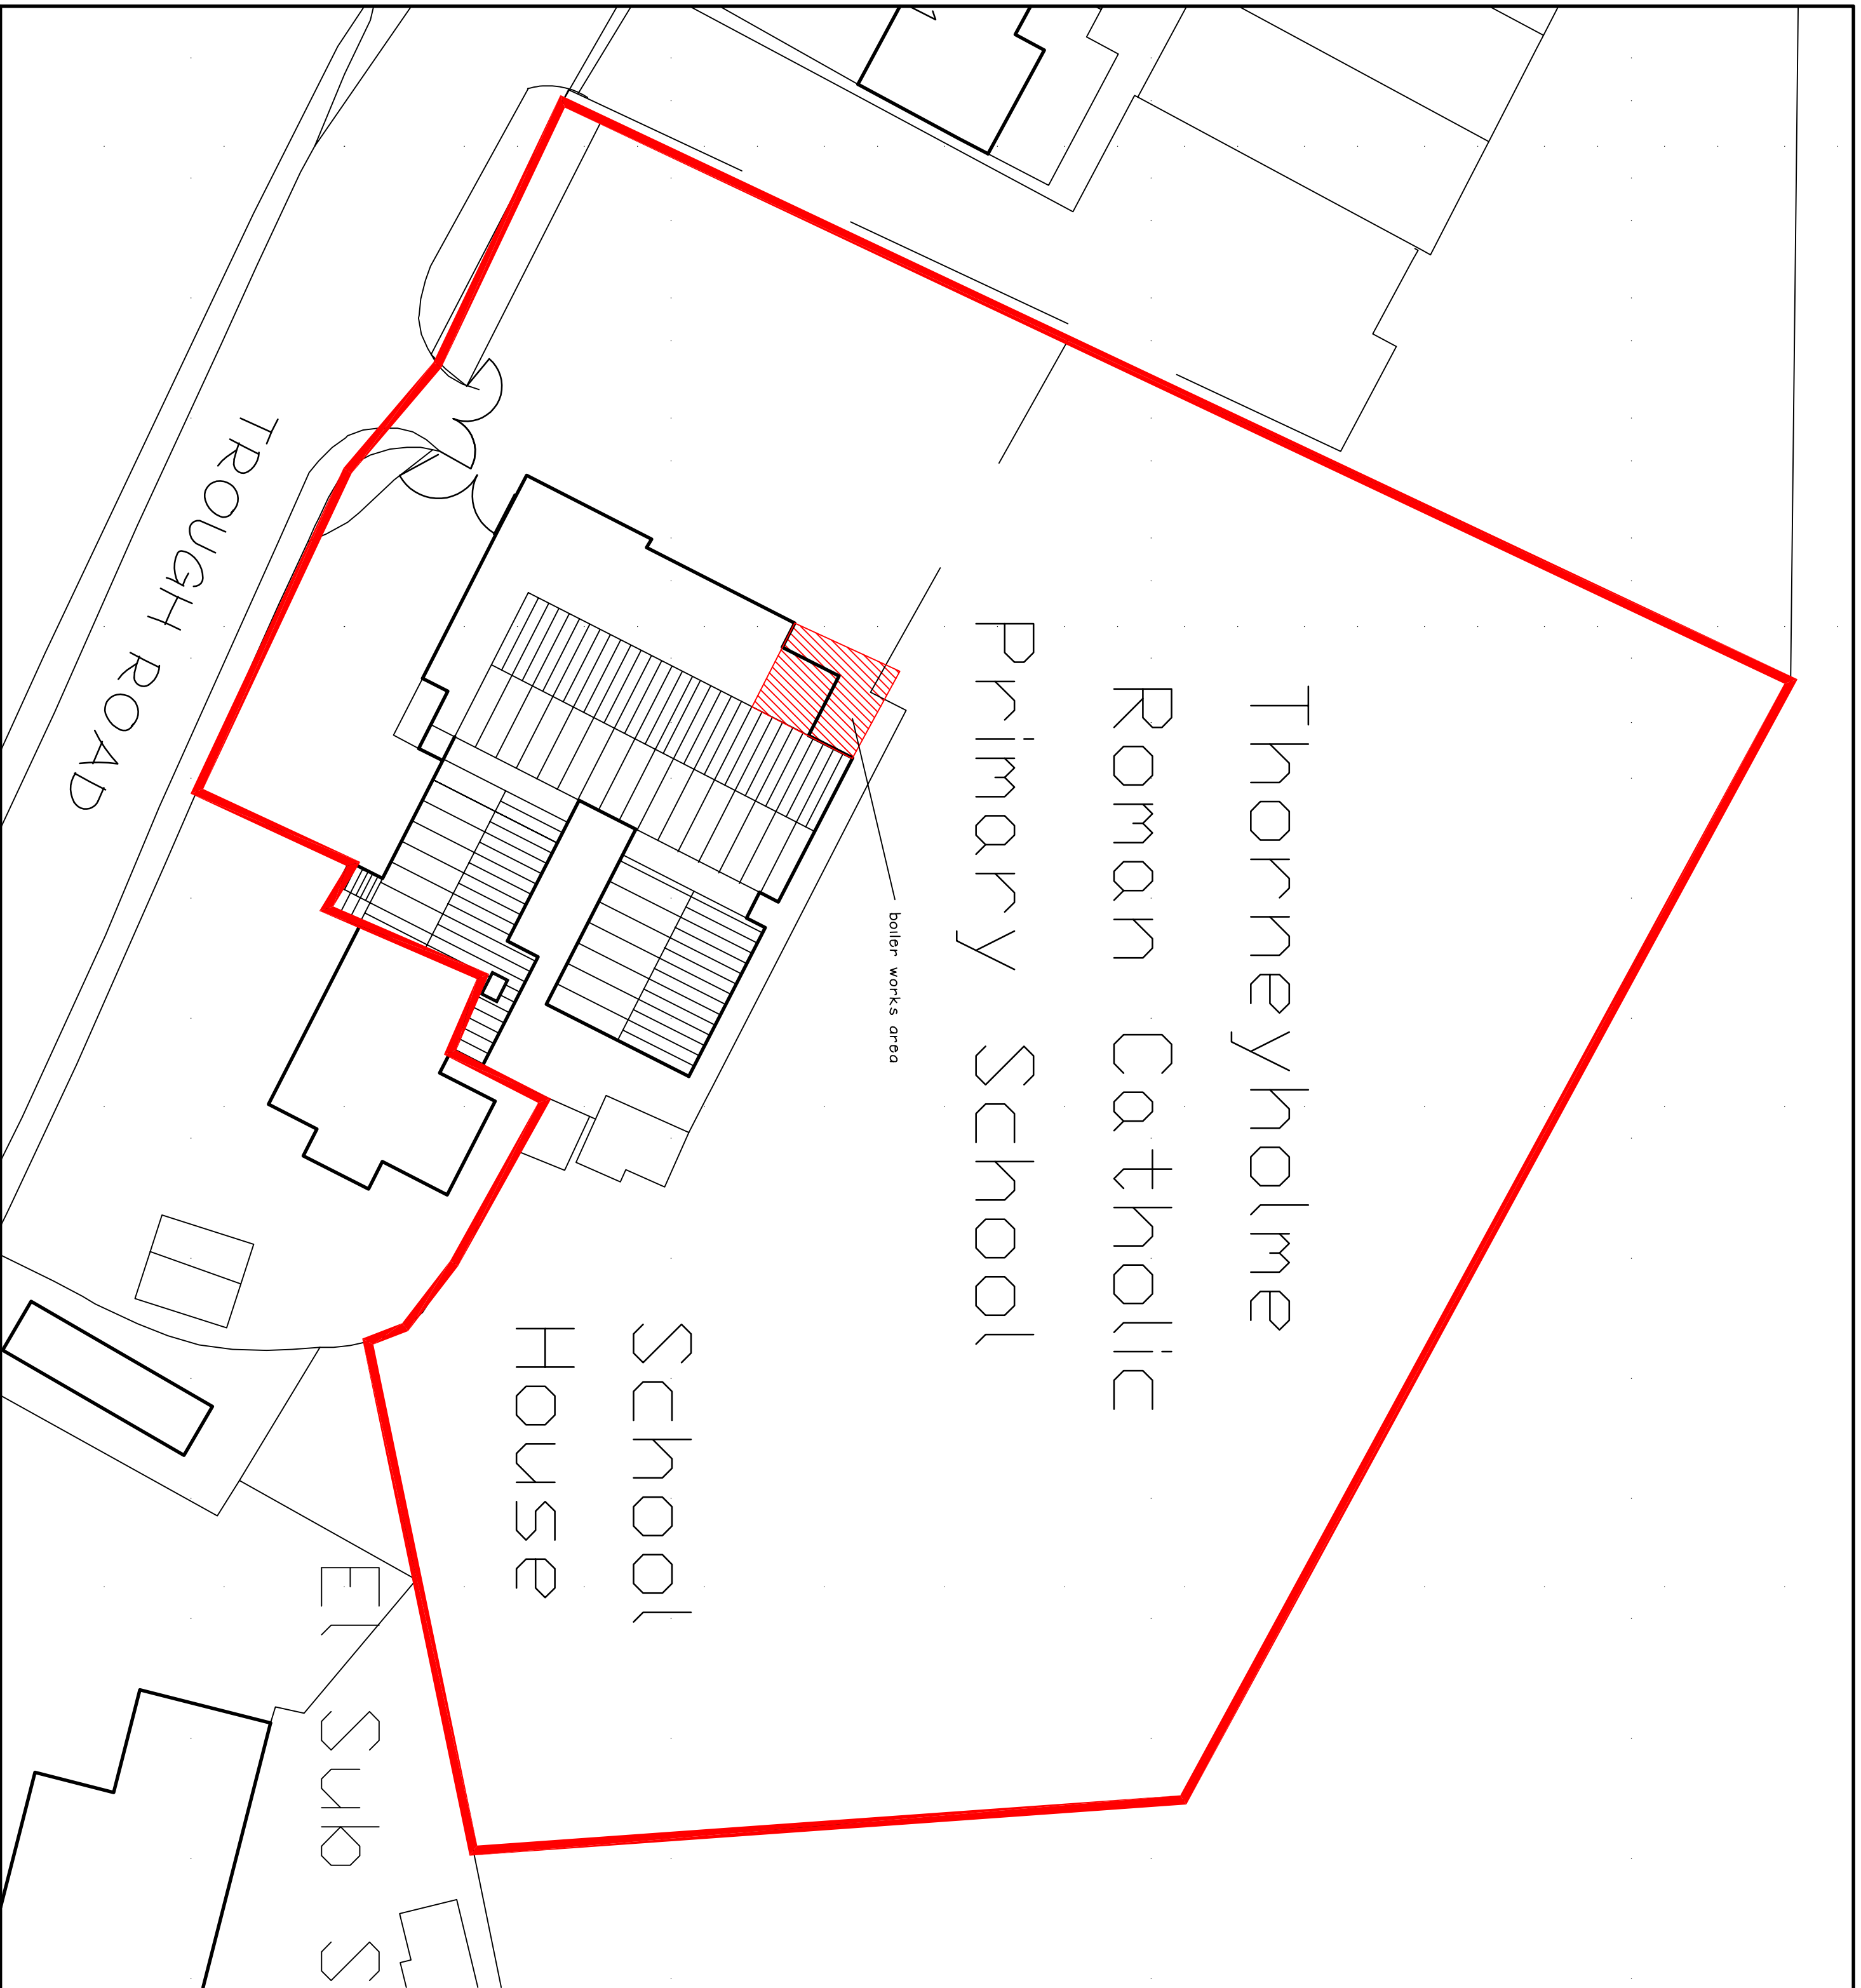 TROUGH ROAD
Thorneyholme
Roman Catholic
Primary School
boiler works area
School
House
El Sub S